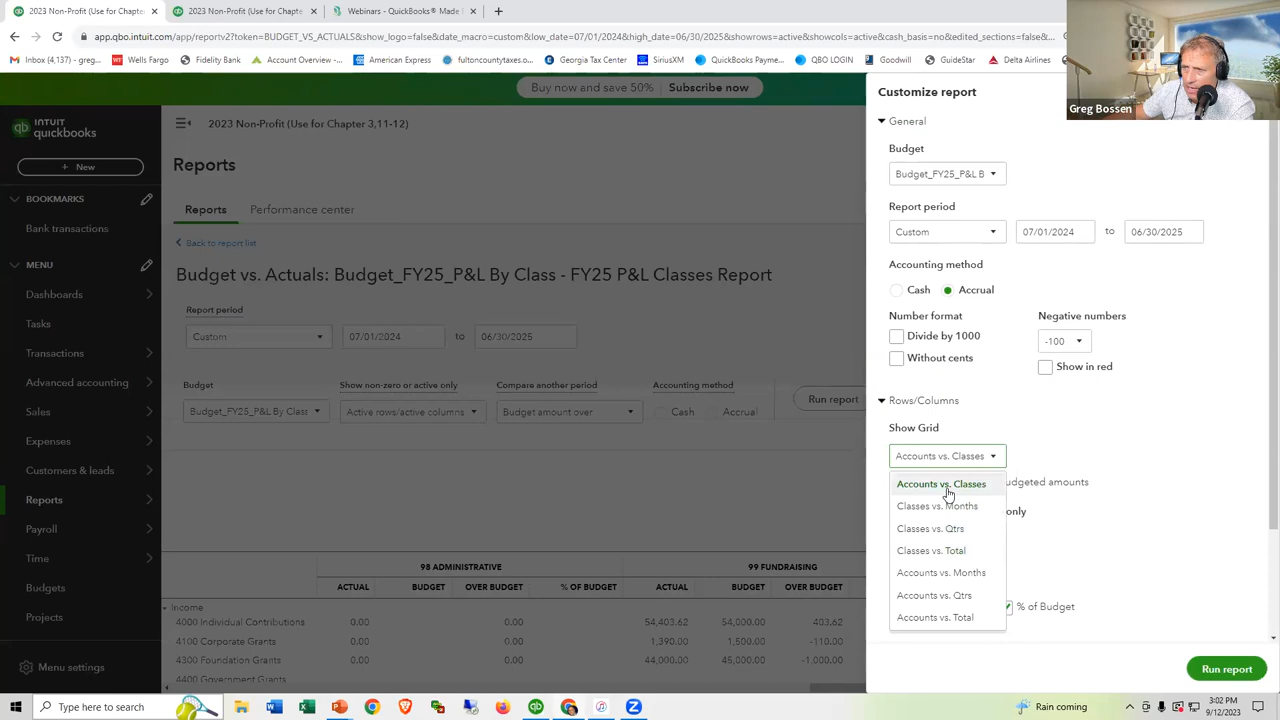 2023 Non-Profit (Use for Chapter
2023 Non-Profit (Use for Chapte
Webinars - QuickBooks® Made
app.qbo.intuit.com/app/reportv2?token=BUDGET_VS_ACTUALS&show_logo=false&date_macro=custom&low_date=07/01/2024&high_date=06/30/2025&showrows=active&showcols=active&cash_basis=no&edited_sections=false&...
Inbox (4,137) - greg...
Wells Fargo
Fidelity Bank
Account Overview -...
American Express
fultoncountytaxes.o...
Georgia Tax Center
SiriusXM
QuickBooks Payme...
QBO LOGIN
Goodwill
GuideStar
Delta Airlines
Greg Bossen
Buy now and save 50%
Subscribe now
INTUIT
quickbooks
2023 Non-Profit (Use for Chapter 3,11-12)
+ New
BOOKMARKS
Bank transactions
MENU
Dashboards
Tasks
Transactions
Advanced accounting
Sales
Expenses
Customers & leads
Reports
Payroll
Time
Budgets
Projects
Menu settings
Reports
Reports
Performance center
Back to report list
Budget vs. Actuals: Budget_FY25_P&L By Class - FY25 P&L Classes Report
Report period
Custom
07/01/2024
to
06/30/2025
Budget
Show non-zero or active only
Compare another period
Accounting method
Budget_FY25_P&L By Class
Active rows/active columns
Budget amount over
Cash
Accrual
Run report
98 ADMINISTRATIVE
99 FUNDRAISING
ACTUAL BUDGET OVER BUDGET % OF BUDGET ACTUAL BUDGET OVER BUDGET
Income
4000 Individual Contributions 0.00 0.00 0.00 54,403.62 54,000.00 403.62
4100 Corporate Grants 0.00 0.00 0.00 1,390.00 1,500.00 -110.00
4300 Foundation Grants 0.00 0.00 0.00 44,000.00 45,000.00 -1,000.00
4400 Government Grants
Customize report
General
Budget
Budget_FY25_P&L B
Report period
Custom
07/01/2024
to
06/30/2025
Accounting method
Cash
Accrual
Number format
Negative numbers
Divide by 1000
-100
Without cents
Show in red
Rows/Columns
Show Grid
Accounts vs. Classes
Accounts vs. Classes
udgeted amounts
Classes vs. Months
only
Classes vs. Qtrs
Classes vs. Total
Accounts vs. Months
Accounts vs. Qtrs
% of Budget
Accounts vs. Total
Run report
Type here to search
Rain coming
3:02 PM
9/12/2023